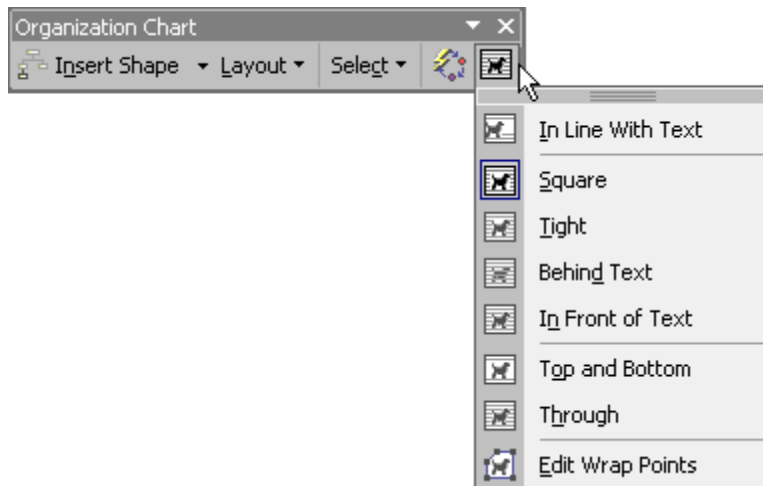 Organization Chart
Insert Shape Layout Select
In Line With Text
Square
Tight
Behind Text
In Front of Text
Top and Bottom
Through
Edit Wrap Points